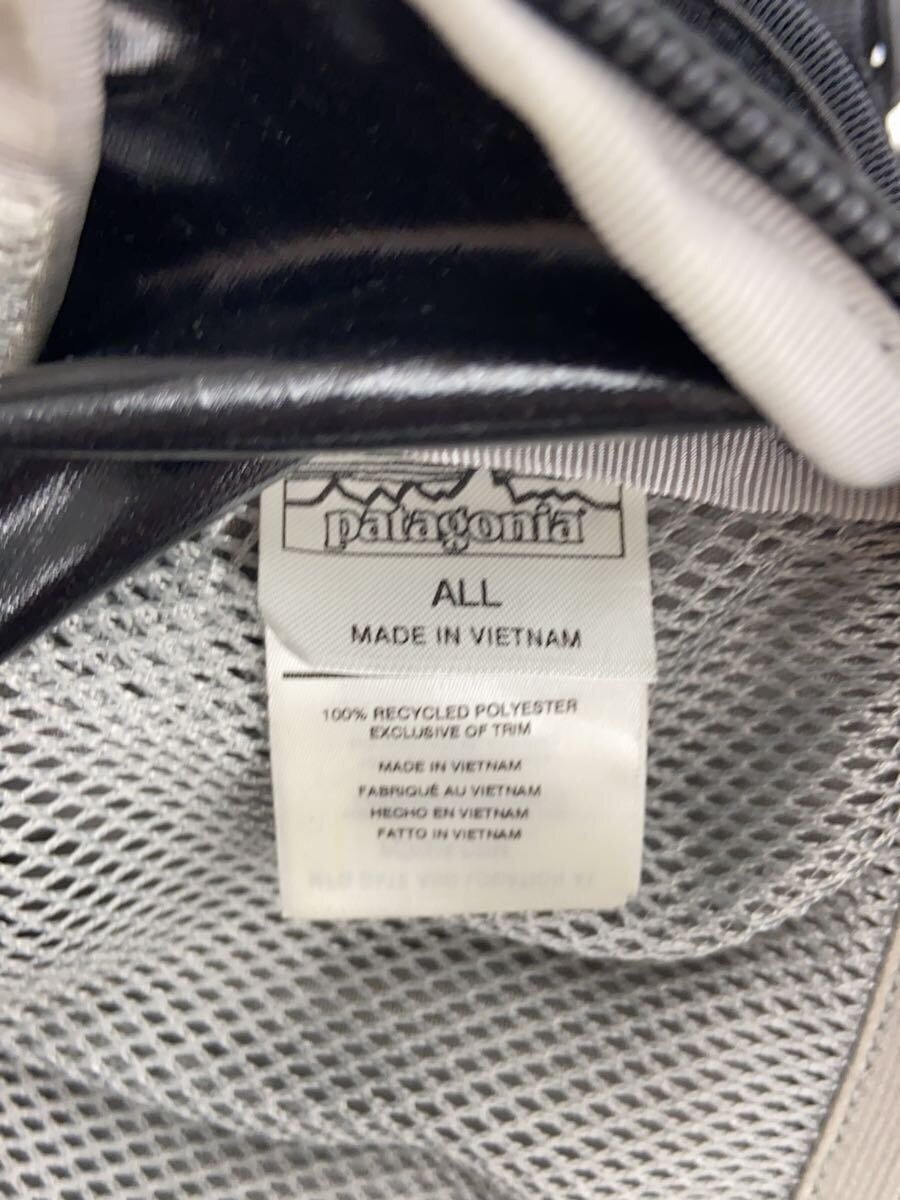 patagonia
ALL
MADE IN VIETNAM
100% RECYCLED POLYESTER
EXCLUSIVE OF TRIM
MADE IN VIETNAM
FABRIQUÉ AU VIETNAM
HECHO EN VIETNAM
FATTO IN VIETNAM